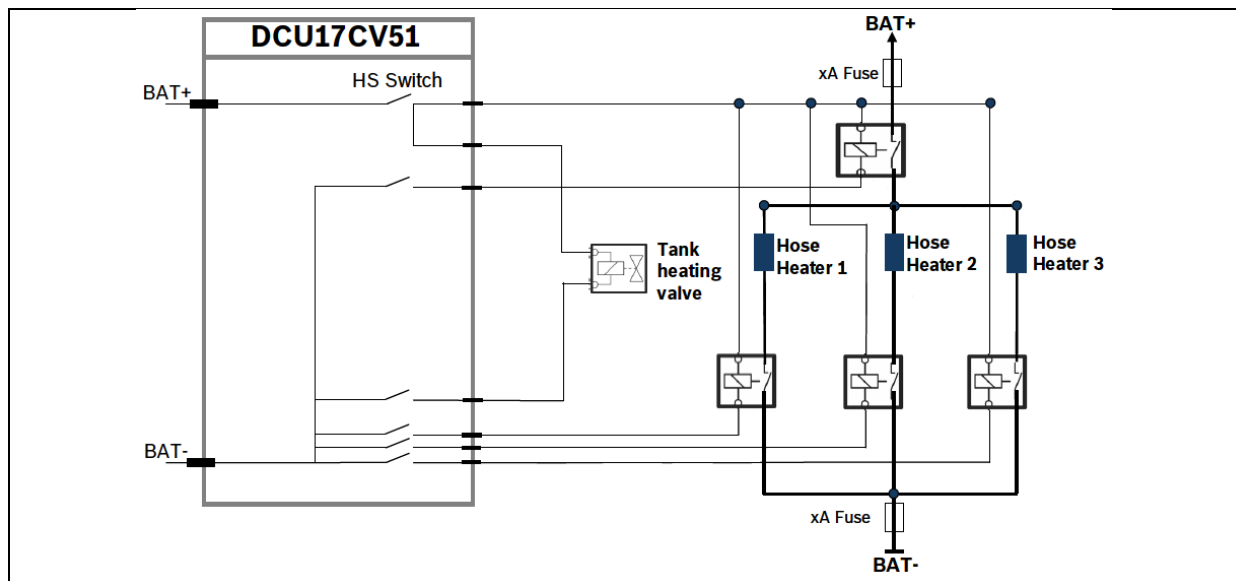 DCU17CV51
BAT+
xA Fuse
HS Switch
BAT+
Hose
Heater 1
Hose
Heater 2
Hose
Heater 3
Tank
heating
valve
BAT-
xA Fuse
BAT-